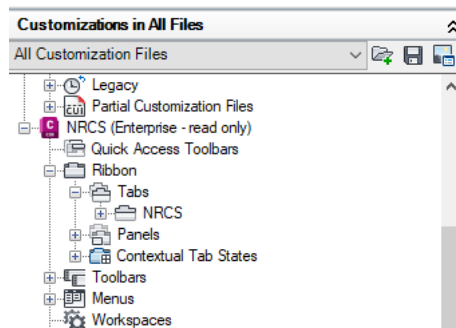 Customizations in All Files
All Customization Files
Legacy
Partial Customization Files
NRCS (Enterprise - read only)
Quick Access Toolbars
Ribbon
Tabs
NRCS
Panels
Contextual Tab States
Toolbars
Menus
Workspaces